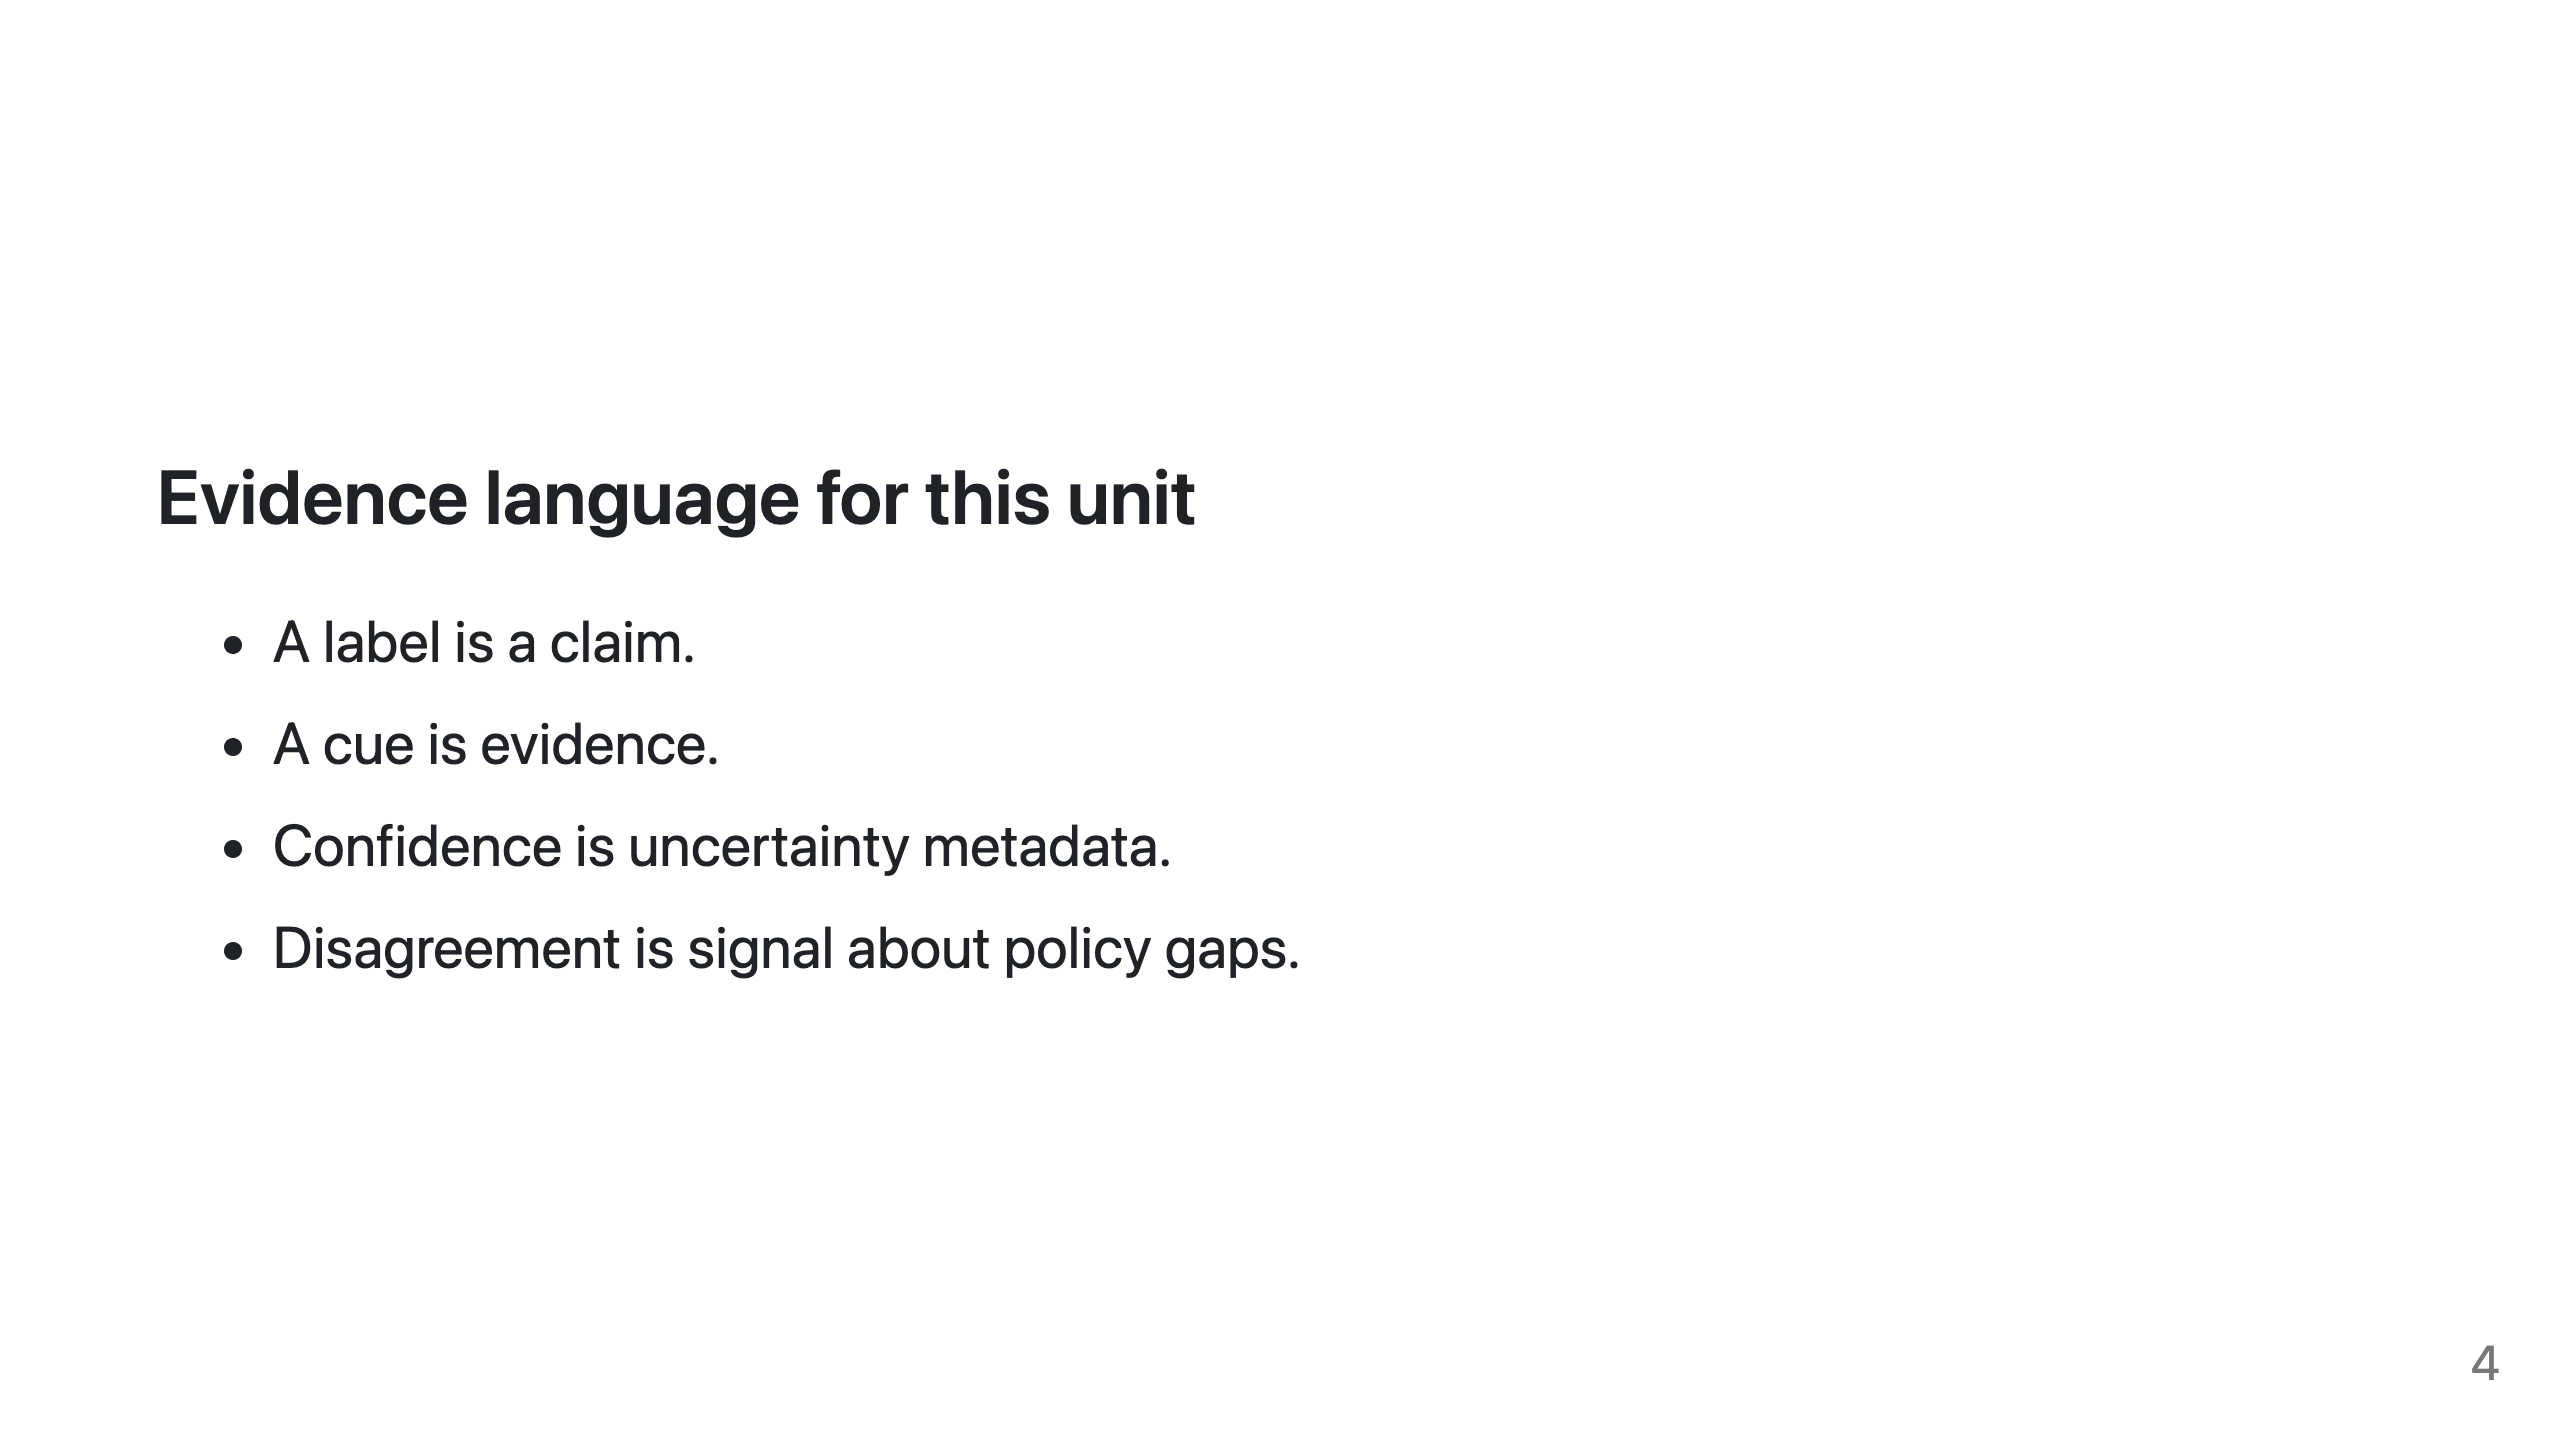 Evidence language for this unit
• A label is a claim.
• A cue is evidence.
• Confidence is uncertainty metadata.
• Disagreement is signal about policy gaps.
4